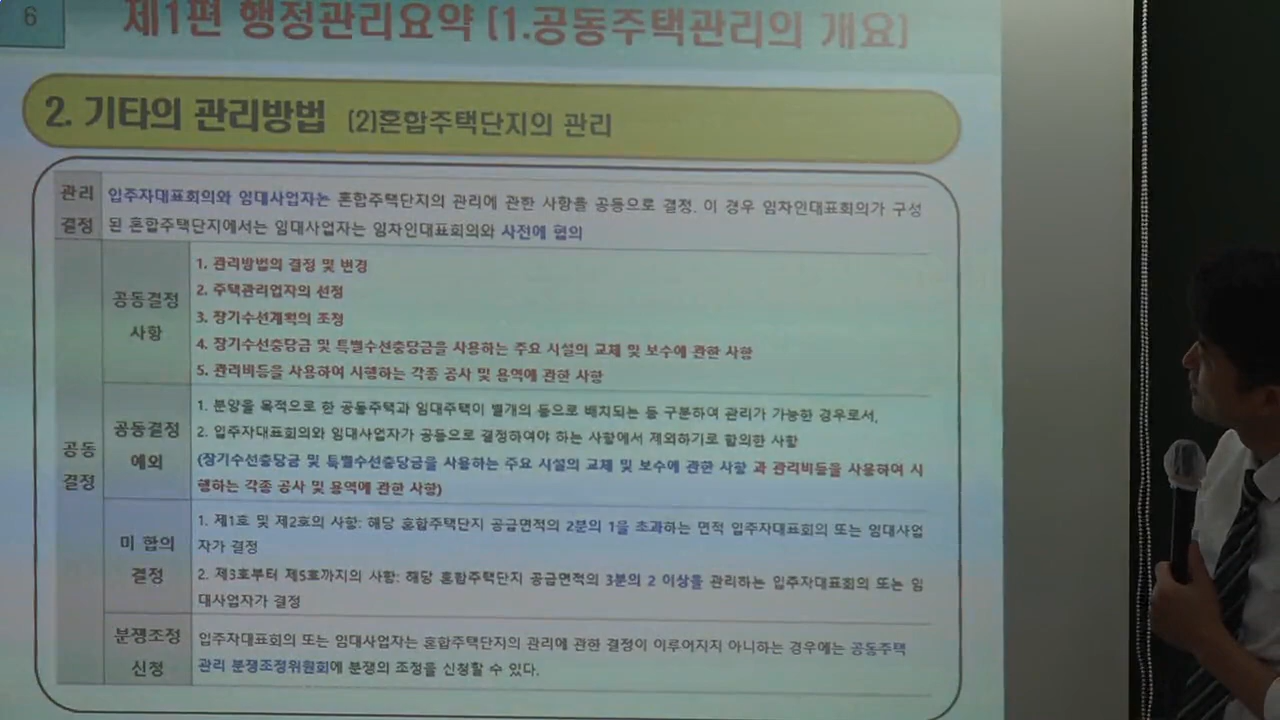 6
제1편 행정관리요약 [1.공동주택관리의 개요]
2. 기타의 관리방법 (2)혼합주택단지의 관리
관리
결정
입주자대표회의와 임대사업자는 혼합주택단지의 관리에 관한 사항을 공동으로 결정. 이 경우 임차인대표회의가 구성
된 혼합주택단지에서는 임대사업자는 임차인대표회의와 사전에 협의
공동
결정
공동결정
사항
1. 관리방법의 결정 및 변경
2. 주택관리업자의 선정
3. 장기수선계획의 조정
4. 장기수선충당금 및 특별수선충당금을 사용하는 주요 시설의 교체 및 보수에 관한 사항
5. 관리비등을 사용하여 시행하는 각종 공사 및 용역에 관한 사항
공동결정
예외
1. 분양을 목적으로 한 공동주택과 임대주택이 별개의 동으로 배치되는 등 구분하여 관리가 가능한 경우로서,
2. 입주자대표회의와 임대사업자가 공동으로 결정하여야 하는 사항에서 제외하기로 합의한 사항
(장기수선충당금 및 특별수선충당금을 사용하는 주요 시설의 교체 및 보수에 관한 사항 과 관리비등을 사용하여 시
행하는 각종 공사 및 용역에 관한 사항)
미 합의
결정
1. 제1호 및 제2호의 사항: 해당 혼합주택단지 공급면적의 2분의 1을 초과하는 면적 입주자대표회의 또는 임대사업
자가 결정
2. 제3호부터 제5호까지의 사항: 해당 혼합주택단지 공급면적의 3분의 2 이상을 관리하는 입주자대표회의 또는 임
대사업자가 결정
분쟁조정
신청
입주자대표회의 또는 임대사업자는 혼합주택단지의 관리에 관한 결정이 이루어지지 아니하는 경우에는 공동주택
관리 분쟁조정위원회에 분쟁의 조정을 신청할 수 있다.